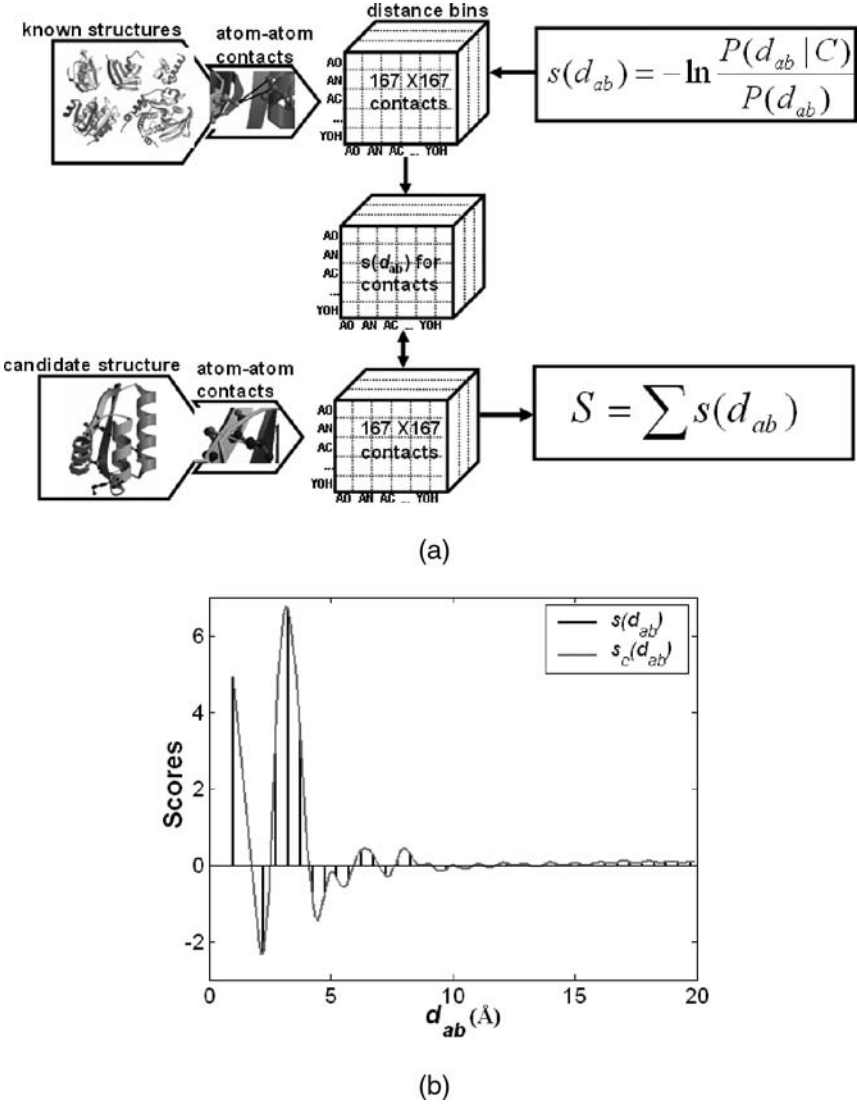 distance bins
known structures
atom-atom
contacts
AO
AN
AC
...
YOH
167 X167
contacts
AO AN AC ... YOH
s(d_ab) = -ln P(d_ab | C) / P(d_ab)
AO
AN
AC
...
YOH
s(d_ab) for
contacts
AO AN AC ... YOH
candidate structure
atom-atom
contacts
AO
AN
AC
...
YOH
167 X167
contacts
AO AN AC ... YOH
S = ∑ s(d_ab)
(a)
Scores
6
4
2
0
-2
s(d_ab)
s_c(d_ab)
0 5 10 15 20
d_ab (Å)
(b)